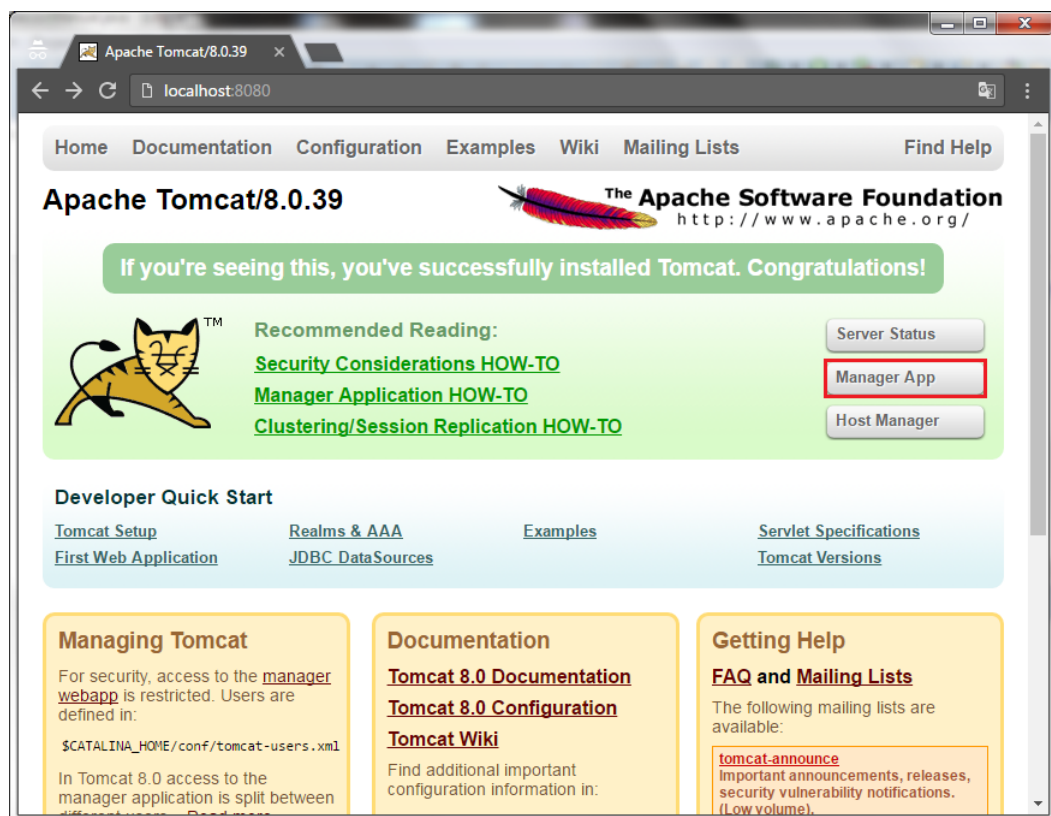 Apache Tomcat/8.0.39
localhost:8080
Home Documentation Configuration Examples Wiki Mailing Lists Find Help
Apache Tomcat/8.0.39
The Apache Software Foundation
http://www.apache.org/
If you're seeing this, you've successfully installed Tomcat. Congratulations!
TM
Recommended Reading:
Security Considerations HOW-TO
Manager Application HOW-TO
Clustering/Session Replication HOW-TO
Server Status
Manager App
Host Manager
Developer Quick Start
Tomcat Setup
First Web Application
Realms & AAA
JDBC DataSources
Examples
Servlet Specifications
Tomcat Versions
Managing Tomcat
For security, access to the manager
webapp is restricted. Users are
defined in:
$CATALINA_HOME/conf/tomcat-users.xml
In Tomcat 8.0 access to the
manager application is split between
different users. Read more
Documentation
Tomcat 8.0 Documentation
Tomcat 8.0 Configuration
Tomcat Wiki
Find additional important
configuration information in:
Getting Help
FAQ and Mailing Lists
The following mailing lists are
available:
tomcat-announce
Important announcements, releases,
security vulnerability notifications.
(Low volume).